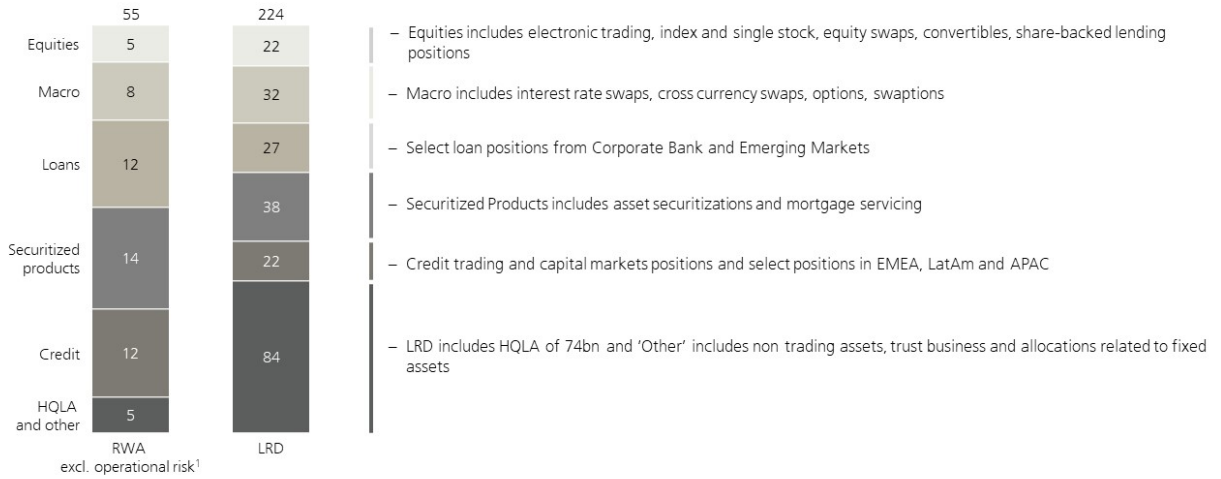 55 224
Equities 5 22
– Equities includes electronic trading, index and single stock, equity swaps, convertibles, share-backed lending
positions
Macro 8 32
– Macro includes interest rate swaps, cross currency swaps, options, swaptions
Loans 12 27
– Select loan positions from Corporate Bank and Emerging Markets
38
– Securitized Products includes asset securitizations and mortgage servicing
Securitized
products
14 22
– Credit trading and capital markets positions and select positions in EMEA, LatAm and APAC
Credit 12 84
– LRD includes HQLA of 74bn and ‘Other’ includes non trading assets, trust business and allocations related to fixed
assets
HQLA
and other
5
RWA
excl. operational risk1
LRD